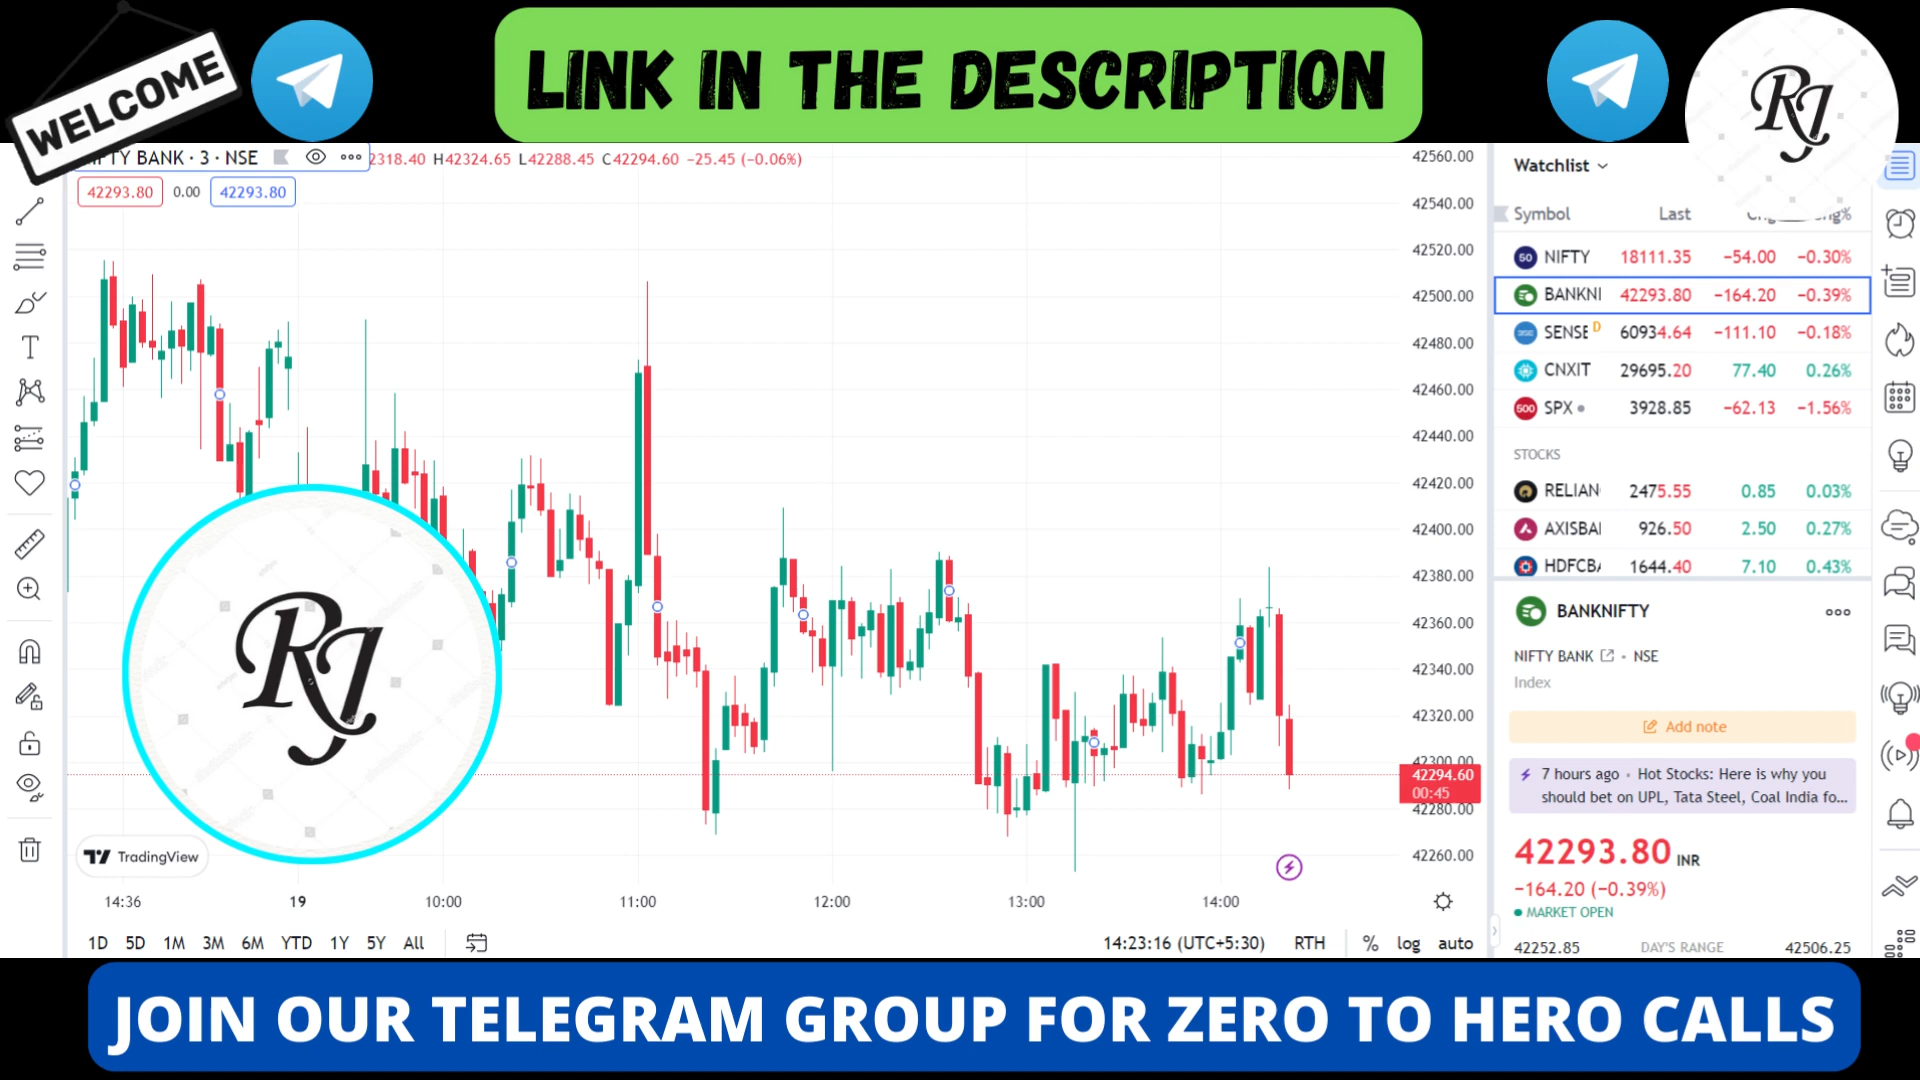 WELCOME
LINK IN THE DESCRIPTION
RJ
FTY BANK · 3 · NSE
2318.40 H42324.65 L42288.45 C42294.60 −25.45 (−0.06%)
42293.80 0.00 42293.80
42560.00
42540.00
42520.00
42500.00
42480.00
42460.00
42440.00
42420.00
42400.00
42380.00
42360.00
42340.00
42320.00
42300.00
42294.60
00:45
42280.00
42260.00
RJ
TradingView
14:36 19 10:00 11:00 12:00 13:00 14:00
1D 5D 1M 3M 6M YTD 1Y 5Y All
14:23:16 (UTC+5:30) RTH % log auto
Watchlist
Symbol Last
50 NIFTY 18111.35 −54.00 −0.30%
BANKNI 42293.80 −164.20 −0.39%
SENSE D 60934.64 −111.10 −0.18%
CNXIT 29695.20 77.40 0.26%
500 SPX 3928.85 −62.13 −1.56%
STOCKS
RELIAN 2475.55 0.85 0.03%
AXISBA 926.50 2.50 0.27%
HDFCB 1644.40 7.10 0.43%
BANKNIFTY
NIFTY BANK · NSE
Index
Add note
7 hours ago · Hot Stocks: Here is why you
should bet on UPL, Tata Steel, Coal India fo...
42293.80 INR
−164.20 (−0.39%)
MARKET OPEN
42252.85 DAY'S RANGE 42506.25
JOIN OUR TELEGRAM GROUP FOR ZERO TO HERO CALLS